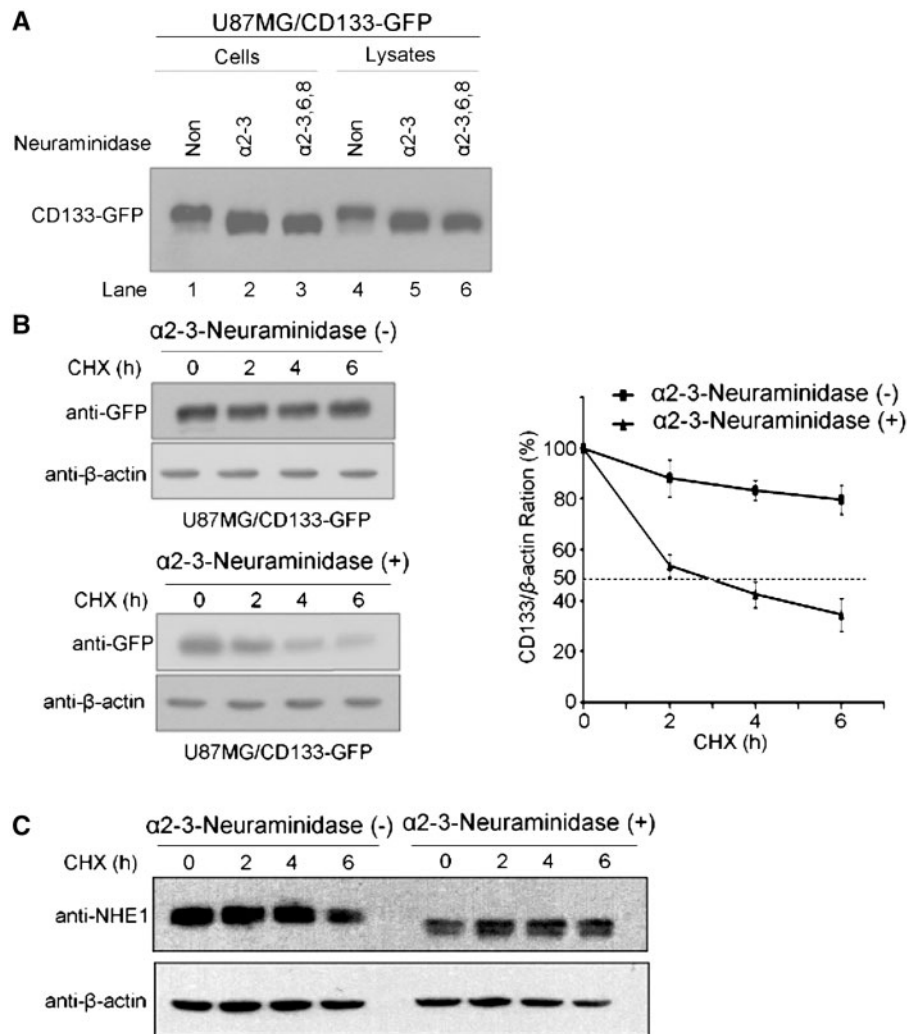 A
U87MG/CD133-GFP
Cells Lysates
Neuraminidase Non α2-3 α2-3,6,8 Non α2-3 α2-3,6,8
CD133-GFP
Lane 1 2 3 4 5 6
B
α2-3-Neuraminidase (-)
CHX (h) 0 2 4 6
anti-GFP
anti-β-actin
U87MG/CD133-GFP
α2-3-Neuraminidase (+)
CHX (h) 0 2 4 6
anti-GFP
anti-β-actin
U87MG/CD133-GFP
α2-3-Neuraminidase (-)
α2-3-Neuraminidase (+)
CD133/β-actin Ration (%)
100
80
60
50
40
0
0 2 4 6
CHX (h)
C
α2-3-Neuraminidase (-) α2-3-Neuraminidase (+)
CHX (h) 0 2 4 6 0 2 4 6
anti-NHE1
anti-β-actin